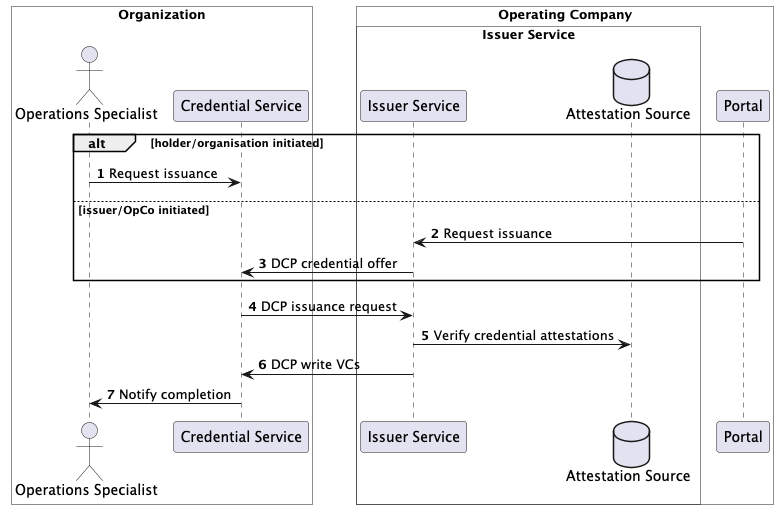 Organization
Operating Company
Issuer Service
Operations Specialist
Credential Service
Issuer Service
Attestation Source
Portal
alt [holder/organisation initiated]
1 Request issuance
[issuer/OpCo initiated]
2 Request issuance
3 DCP credential offer
4 DCP issuance request
5 Verify credential attestations
6 DCP write VCs
7 Notify completion
Operations Specialist
Credential Service
Issuer Service
Attestation Source
Portal